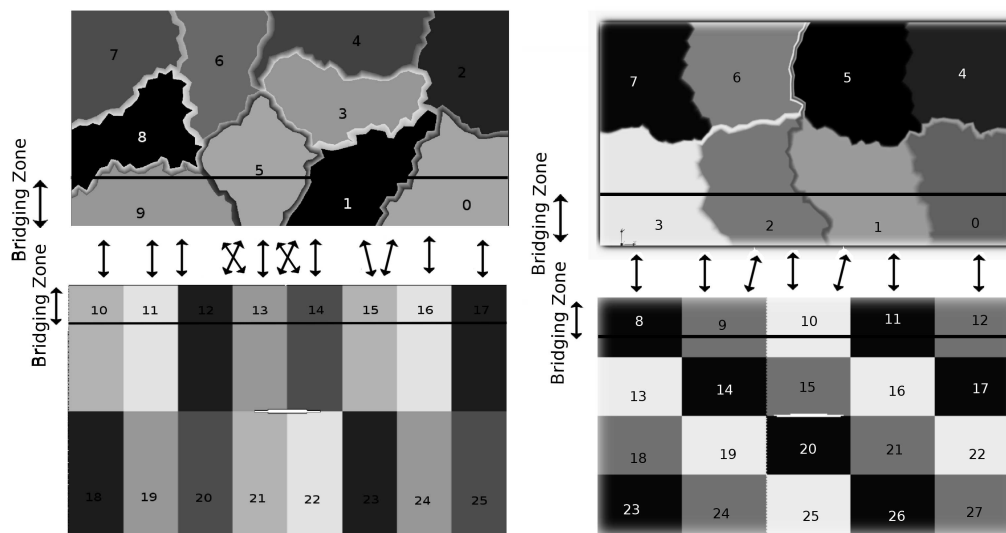 7
6
4
2
3
8
5
1
9
0
Bridging Zone
Bridging Zone
10 11 12 13 14 15 16 17
18 19 20 21 22 23 24 25
7 6 5 4
3 2 1 0
Bridging Zone
Bridging Zone
8 9 10 11 12
13 14 15 16 17
18 19 20 21 22
23 24 25 26 27